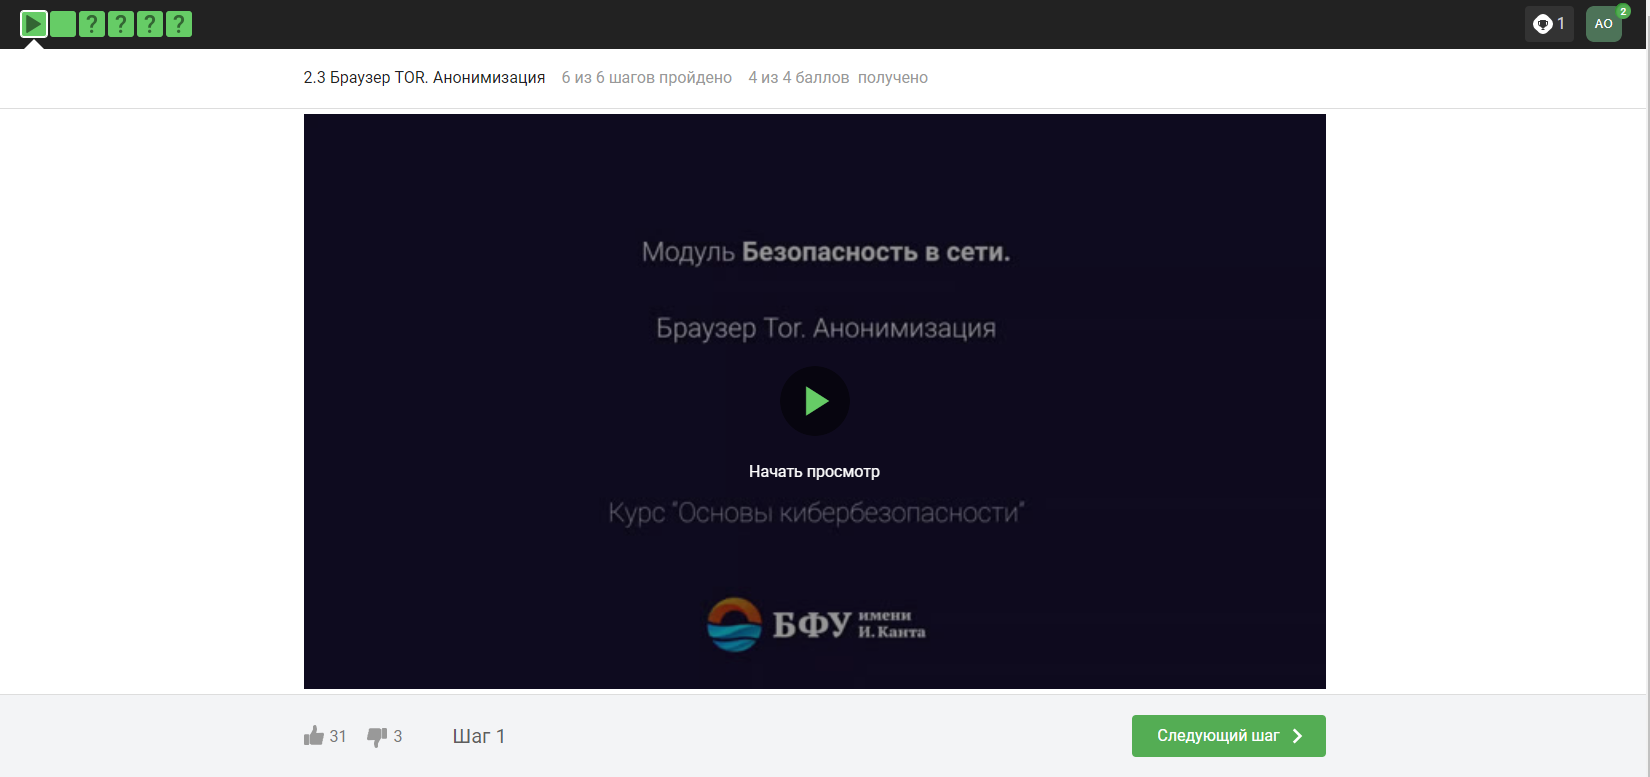 ? ? ? ?
1
АО
2
2.3 Браузер TOR. Анонимизация 6 из 6 шагов пройдено 4 из 4 баллов получено
Модуль Безопасность в сети.
Браузер Tor. Анонимизация
Начать просмотр
Курс "Основы кибербезопасности"
БФУ имени
И. Канта
31 3 Шаг 1 Следующий шаг